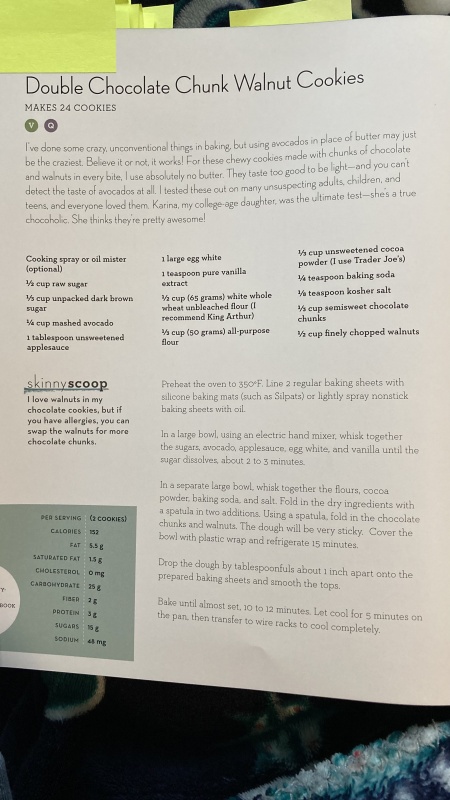 Double Chocolate Chunk Walnut Cookies
MAKES 24 COOKIES
V Q
I've done some crazy, unconventional things in baking, but using avocados in place of butter may just
be the craziest. Believe it or not, it works! For these chewy cookies made with chunks of chocolate
and walnuts in every bite, I use absolutely no butter. They taste too good to be light—and you can't
detect the taste of avocados at all. I tested these out on many unsuspecting adults, children, and
teens, and everyone loved them. Karina, my college-age daughter, was the ultimate test—she's a true
chocoholic. She thinks they're pretty awesome!
Cooking spray or oil mister
(optional)
½ cup raw sugar
⅓ cup unpacked dark brown
sugar
¼ cup mashed avocado
1 tablespoon unsweetened
applesauce
1 large egg white
1 teaspoon pure vanilla
extract
½ cup (65 grams) white whole
wheat unbleached flour (I
recommend King Arthur)
⅓ cup (50 grams) all-purpose
flour
⅓ cup unsweetened cocoa
powder (I use Trader Joe's)
¼ teaspoon baking soda
⅛ teaspoon kosher salt
⅓ cup semisweet chocolate
chunks
½ cup finely chopped walnuts
skinnyscoop
I love walnuts in my
chocolate cookies, but if
you have allergies, you can
swap the walnuts for more
chocolate chunks.
Preheat the oven to 350°F. Line 2 regular baking sheets with
silicone baking mats (such as Silpats) or lightly spray nonstick
baking sheets with oil.
In a large bowl, using an electric hand mixer, whisk together
the sugars, avocado, applesauce, egg white, and vanilla until the
sugar dissolves, about 2 to 3 minutes.
In a separate large bowl, whisk together the flours, cocoa
powder, baking soda, and salt. Fold in the dry ingredients with
a spatula in two additions. Using a spatula, fold in the chocolate
chunks and walnuts. The dough will be very sticky. Cover the
bowl with plastic wrap and refrigerate 15 minutes.
Drop the dough by tablespoonfuls about 1 inch apart onto the
prepared baking sheets and smooth the tops.
Bake until almost set, 10 to 12 minutes. Let cool for 5 minutes on
the pan, then transfer to wire racks to cool completely.
PER SERVING (2 COOKIES)
CALORIES 152
FAT 5.5 g
SATURATED FAT 1.5 g
CHOLESTEROL 0 mg
CARBOHYDRATE 25 g
FIBER 2 g
PROTEIN 3 g
SUGARS 15 g
SODIUM 48 mg